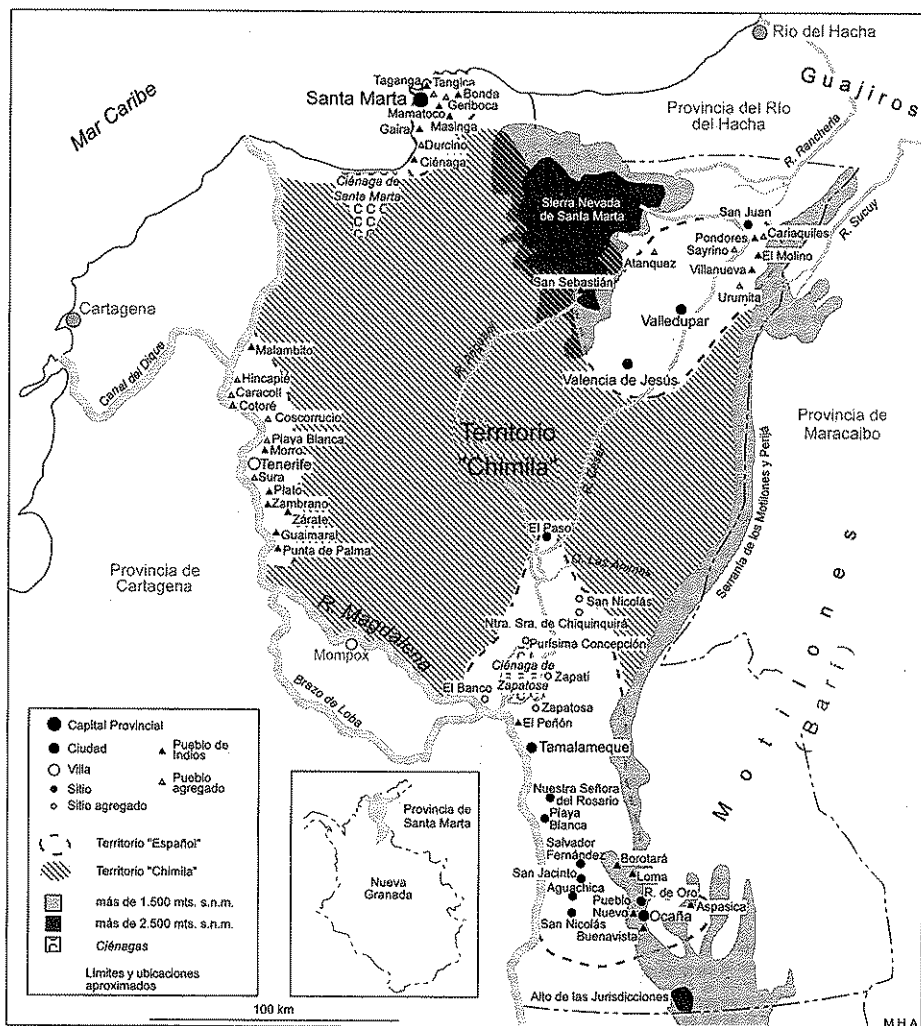 Río del Hacha
Guajiros
Mar Caribe
Taganga
Tangica
Santa Marta
Bonda
Geriboca
Mamatoco
Masinga
Gaira
Durcino
Ciénaga
Provincia del Río
del Hacha
R. Ranchería
R. Sucuy
Ciénaga de
Santa Marta
Sierra Nevada
de Santa Marta
San Juan
Pondores
Cariaquiles
Sayrino
El Molino
Atanquez
Villanueva
San Sebastián
Urumita
Cartagena
Valledupar
Malambito
Canal del Dique
Valencia de Jesús
Hincapié
Caracolí
Cotoré
Coscorrucio
Provincia de
Maracaibo
Playa Blanca
Morro
Tenerife
Sura
Plato
Zambrano
Zárate
Guaimaral
Punta de Palma
Territorio
"Chimila"
El Paso
Serranía de los Motilones y Perijá
Provincia de
Cartagena
San Nicolás
Ntra. Sra. de Chiquinquirá
R. Magdalena
Purísima Concepción
Mompox
Ciénaga de
Zapatosa
Zapatí
Brazo de Loba
El Banco
Zapatosa
El Peñón
Motilones
(Barí)
Tamalameque
Nuestra Señora
del Rosario
Playa
Blanca
Salvador
Fernández
Borotará
Loma
San Jacinto
Aguachica
R. de Oro
Aspasica
Pueblo
Nuevo
Ocaña
San Nicolás
Buenavista
Alto de las Jurisdicciones
Capital Provincial
Ciudad
Villa
Sitio
Sitio agregado
Pueblo de
Indios
Pueblo
agregado
Territorio "Español"
Territorio "Chimila"
más de 1.500 mts. s.n.m.
más de 2.500 mts. s.n.m.
Ciénagas
Límites y ubicaciones
aproximados
Provincia de
Santa Marta
Nueva
Granada
100 km
MHA